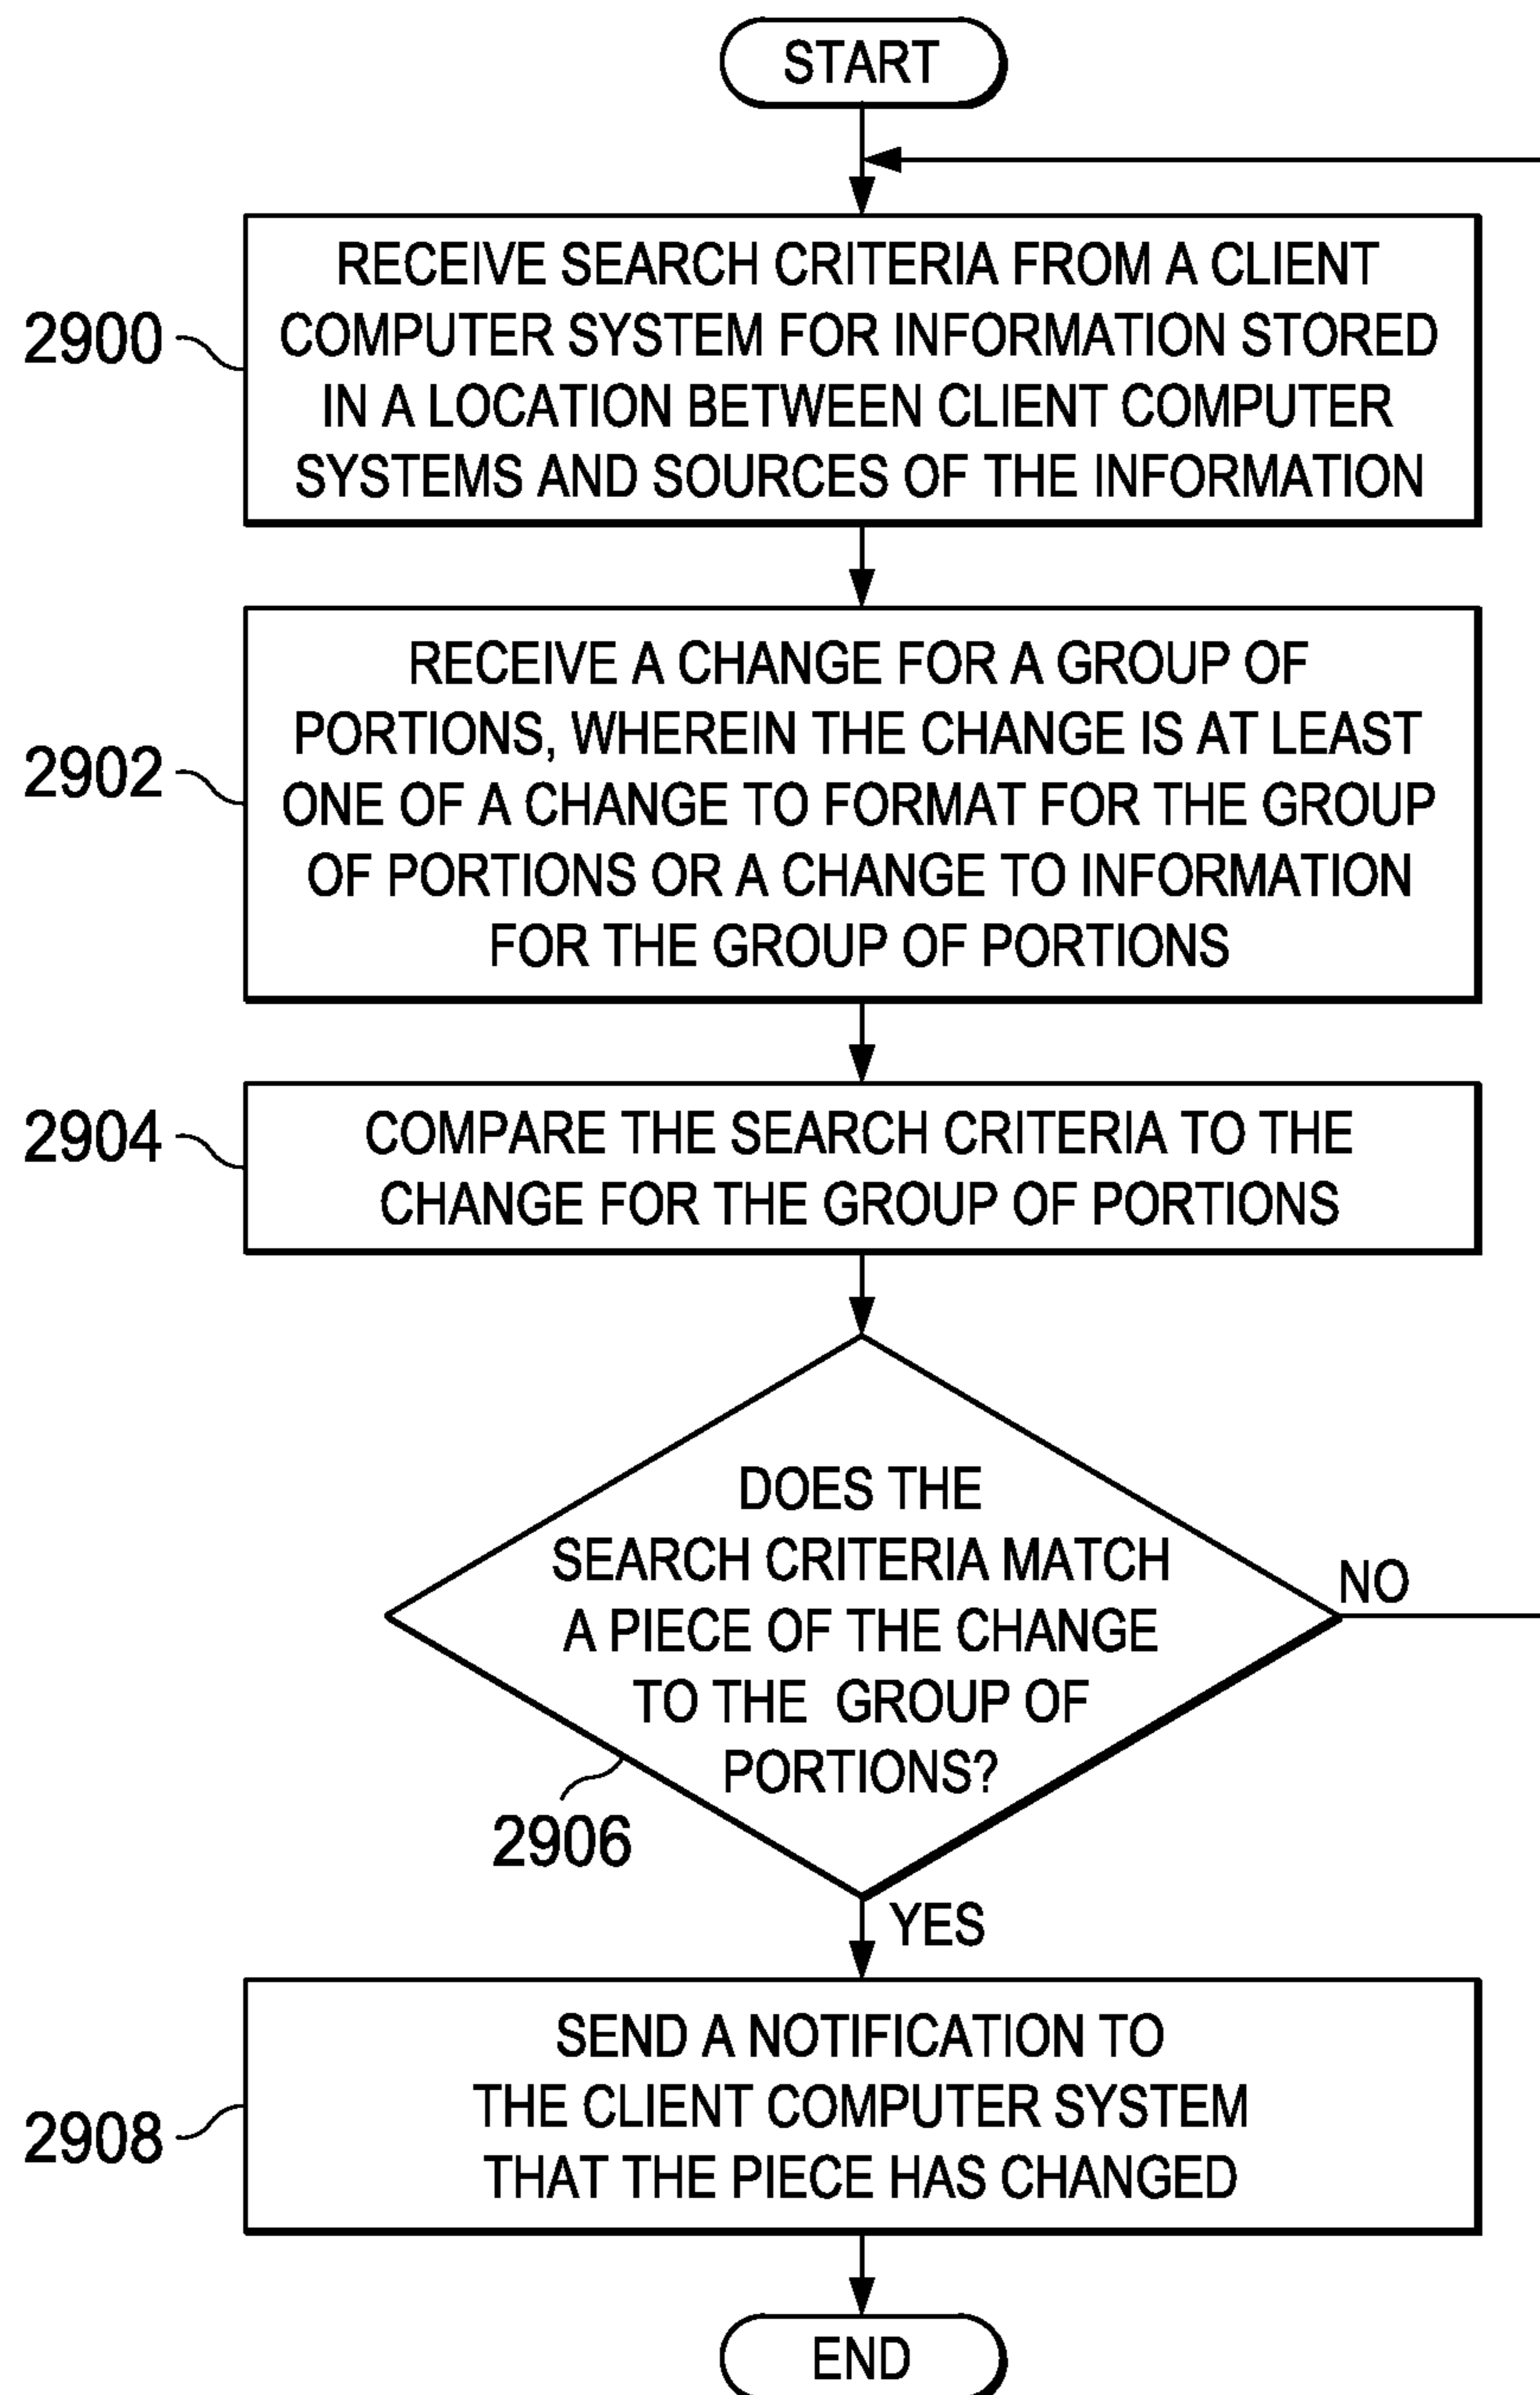 START
RECEIVE SEARCH CRITERIA FROM A CLIENT
COMPUTER SYSTEM FOR INFORMATION STORED
IN A LOCATION BETWEEN CLIENT COMPUTER
SYSTEMS AND SOURCES OF THE INFORMATION
2900
RECEIVE A CHANGE FOR A GROUP OF
PORTIONS, WHEREIN THE CHANGE IS AT LEAST
ONE OF A CHANGE TO FORMAT FOR THE GROUP
OF PORTIONS OR A CHANGE TO INFORMATION
FOR THE GROUP OF PORTIONS
2902
COMPARE THE SEARCH CRITERIA TO THE
CHANGE FOR THE GROUP OF PORTIONS
2904
DOES THE
SEARCH CRITERIA MATCH
A PIECE OF THE CHANGE
TO THE GROUP OF
PORTIONS?
NO
2906
YES
SEND A NOTIFICATION TO
THE CLIENT COMPUTER SYSTEM
THAT THE PIECE HAS CHANGED
2908
END